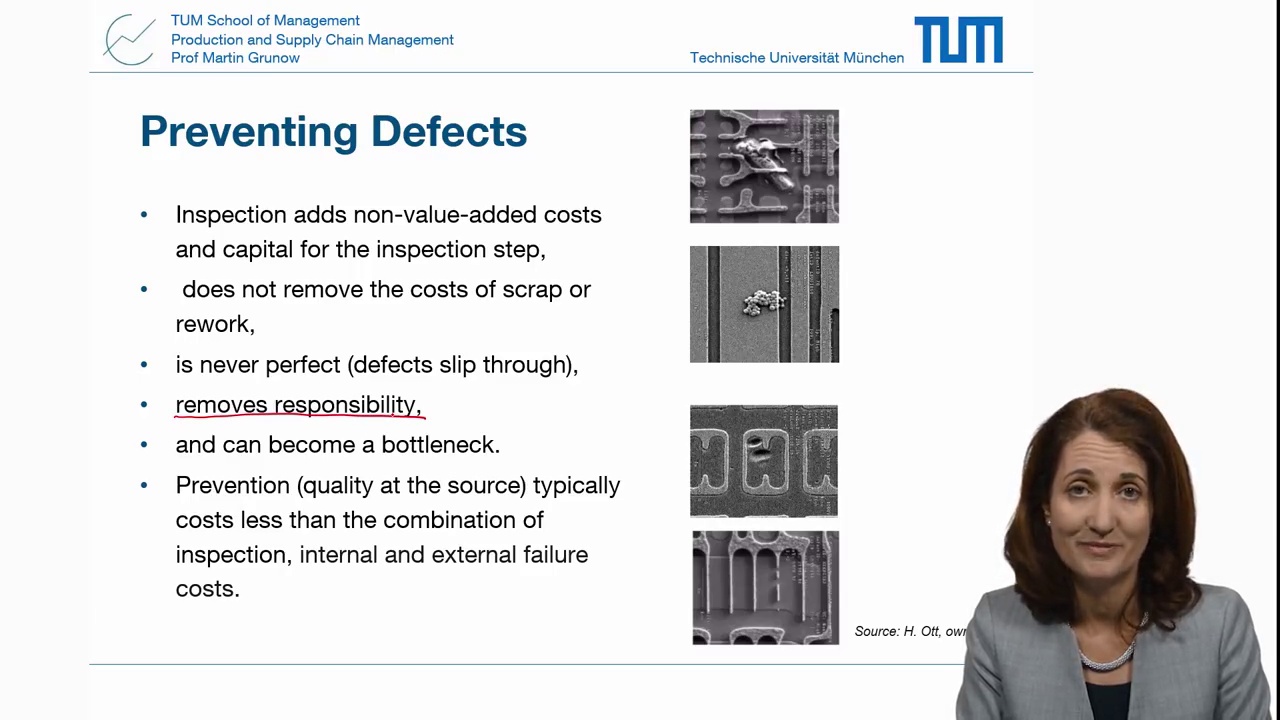 TUM School of Management
Production and Supply Chain Management
Prof Martin Grunow
Technische Universität München
TUM
Preventing Defects
• Inspection adds non-value-added costs
and capital for the inspection step,
• does not remove the costs of scrap or
rework,
• is never perfect (defects slip through),
• removes responsibility,
• and can become a bottleneck.
• Prevention (quality at the source) typically
costs less than the combination of
inspection, internal and external failure
costs.
Source: H. Ott,